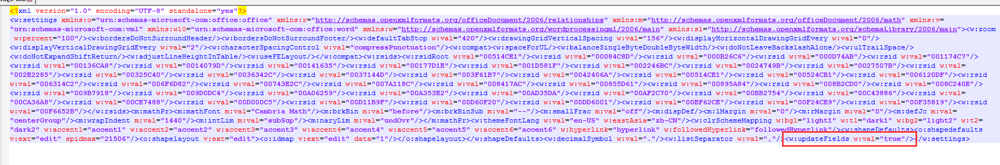 <?xml version="1.0" encoding="UTF-8" standalone="yes"?>
<w:settings xmlns:o="urn:schemas-microsoft-com:office:office" xmlns:r="http://schemas.openxmlformats.org/officeDocument/2006/relationships" xmlns:m="http://schemas.openxmlformats.org/officeDocument/2006/math" xmlns:v=
"urn:schemas-microsoft-com:vml" xmlns:w10="urn:schemas-microsoft-com:office:word" xmlns:w="http://schemas.openxmlformats.org/wordprocessingml/2006/main" xmlns:sl="http://schemas.openxmlformats.org/schemaLibrary/2006/main"><w:zoom
w:percent="100"/><w:bordersDoNotSurroundHeader/><w:bordersDoNotSurroundFooter/><w:defaultTabStop w:val="420"/><w:drawingGridVerticalSpacing w:val="156"/><w:displayHorizontalDrawingGridEvery w:val="0"/>
<w:displayVerticalDrawingGridEvery w:val="2"/><w:characterSpacingControl w:val="compressPunctuation"/><w:compat><w:spaceForUL/><w:balanceSingleByteDoubleByteWidth/><w:doNotLeaveBackslashAlone/><w:ulTrailSpace/>
<w:doNotExpandShiftReturn/><w:adjustLineHeightInTable/><w:useFELayout/></w:compat><w:rsids><w:rsidRoot w:val="00514CE1"/><w:rsid w:val="00084C8D"/><w:rsid w:val="000B26C6"/><w:rsid w:val="000D74AB"/><w:rsid w:val="001174C7"/>
<w:rsid w:val="00136CA8"/><w:rsid w:val="0014079D"/><w:rsid w:val="00141635"/><w:rsid w:val="00177D1E"/><w:rsid w:val="001D581F"/><w:rsid w:val="002246BC"/><w:rsid w:val="0024749B"/><w:rsid w:val="0027507B"/><w:rsid w:val=
"002E2285"/><w:rsid w:val="00325C40"/><w:rsid w:val="0036342C"/><w:rsid w:val="0037144D"/><w:rsid w:val="003F61B7"/><w:rsid w:val="0042406A"/><w:rsid w:val="00514CE1"/><w:rsid w:val="00524CB1"/><w:rsid w:val="006120DF"/><w:rsid
w:val="006314C2"/><w:rsid w:val="006F6D82"/><w:rsid w:val="00743E2C"/><w:rsid w:val="007A118C"/><w:rsid w:val="008417AC"/><w:rsid w:val="00855D61"/><w:rsid w:val="00895A84"/><w:rsid w:val="008B2CD0"/><w:rsid w:val="008C240E"/>
<w:rsid w:val="009B7918"/><w:rsid w:val="009D0DC4"/><w:rsid w:val="00A06259"/><w:rsid w:val="00A353E2"/><w:rsid w:val="00AD35DA"/><w:rsid w:val="00AF2C70"/><w:rsid w:val="00BB2754"/><w:rsid w:val="00C43886"/><w:rsid w:val=
"00CA36A8"/><w:rsid w:val="00CE7488"/><w:rsid w:val="00D000C5"/><w:rsid w:val="00D11B9F"/><w:rsid w:val="00D60F20"/><w:rsid w:val="00DD6001"/><w:rsid w:val="00EF62CE"/><w:rsid w:val="00F24CE9"/><w:rsid w:val="00F35819"/><w:rsid
w:val="00F6652B"/></w:rsids><m:mathPr><m:mathFont m:val="Cambria Math"/><m:brkBin m:val="before"/><m:brkBinSub m:val="--"/><m:smallFrac m:val="off"/><m:dispDef/><m:lMargin m:val="0"/><m:rMargin m:val="0"/><m:defJc m:val=
"centerGroup"/><m:wrapIndent m:val="1440"/><m:intLim m:val="subSup"/><m:naryLim m:val="undOvr"/></m:mathPr><w:themeFontLang w:val="en-US" w:eastAsia="zh-CN"/><w:clrSchemeMapping w:bg1="light1" w:t1="dark1" w:bg2="light2" w:t2=
"dark2" w:accent1="accent1" w:accent2="accent2" w:accent3="accent3" w:accent4="accent4" w:accent5="accent5" w:accent6="accent6" w:hyperlink="hyperlink" w:followedHyperlink="followedHyperlink"/><w:shapeDefaults><o:shapedefaults
v:ext="edit" spidmax="21506"/><o:shapelayout v:ext="edit"><o:idmap v:ext="edit" data="1"/></o:shapelayout></w:shapeDefaults><w:decimalSymbol w:val="."/><w:listSeparator w:val=","/><w:updateFields w:val="true"/></w:settings>